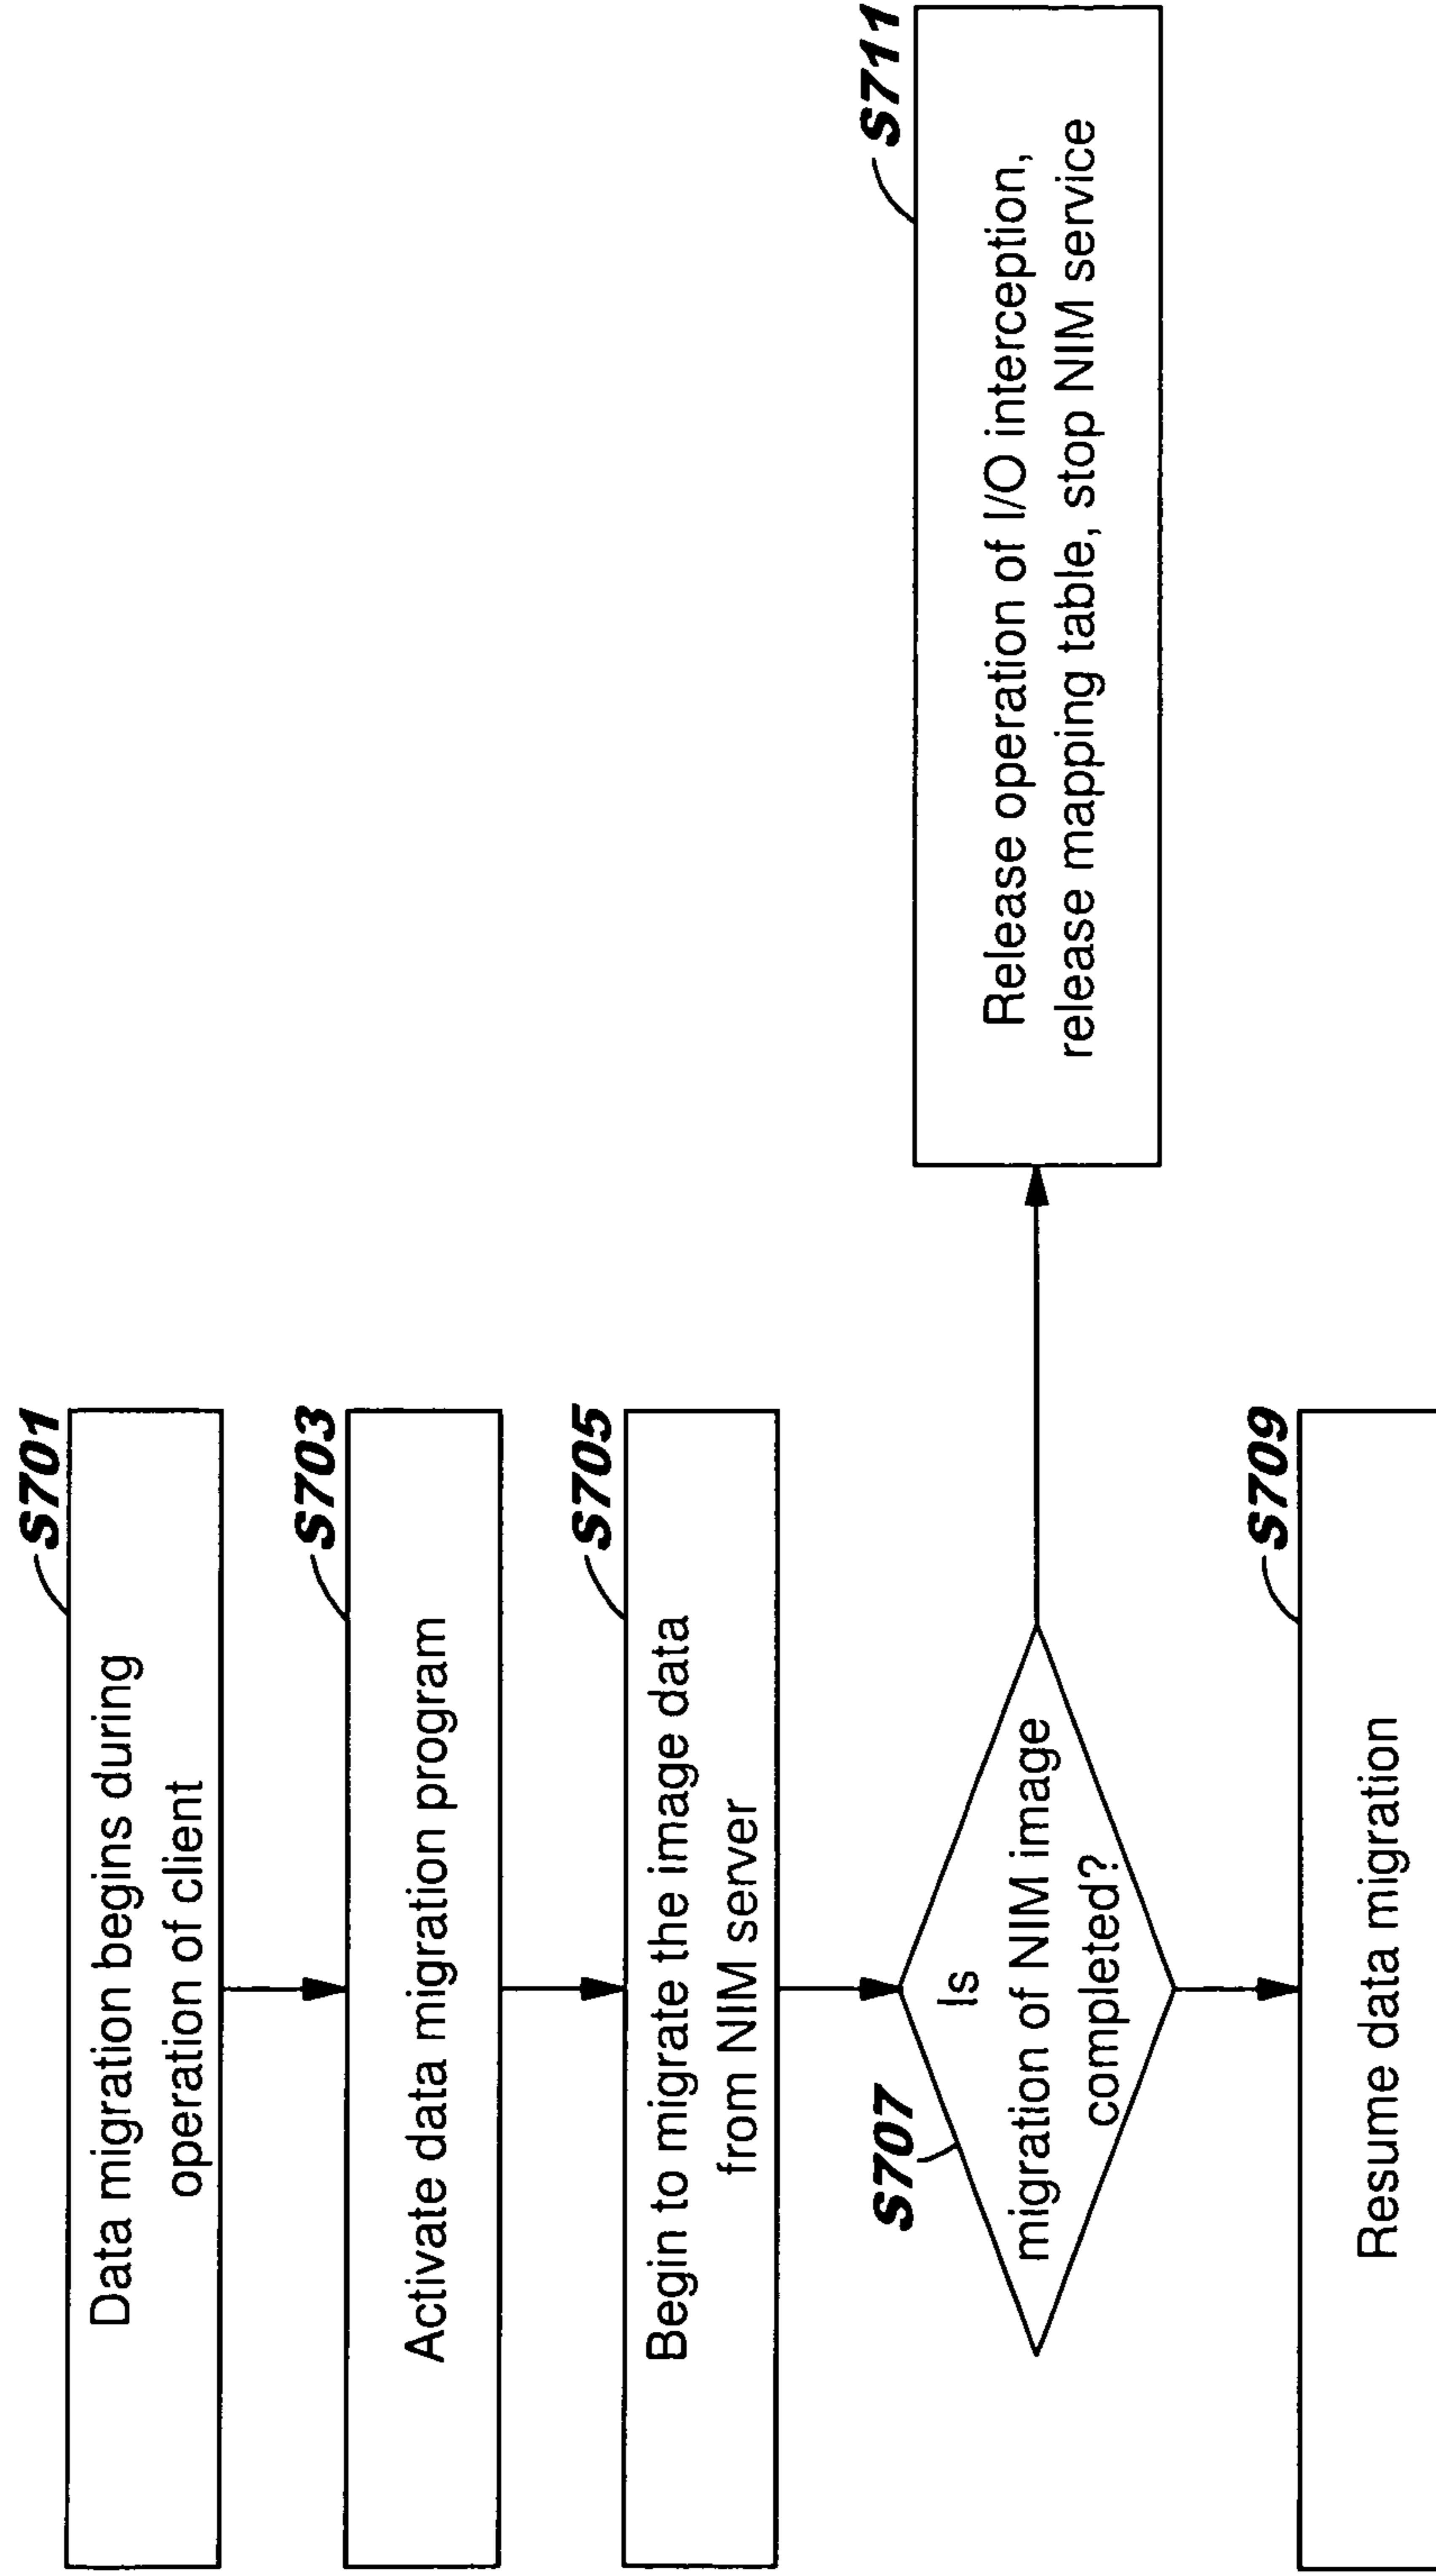 S701
Data migration begins during
operation of client
S703
Activate data migration program
S705
Begin to migrate the image data
from NIM server
S707
Is
migration of NIM image
completed?
S711
Release operation of I/O interception,
release mapping table, stop NIM service
S709
Resume data migration